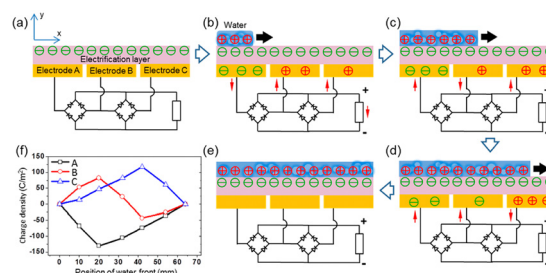 y
x
(a)
Electrification layer
Electrode A Electrode B Electrode C
(b)
Water
+
-
(c)
+
-
(d)
+
-
(e)
+
-
(f)
A
B
C
Charge density (C/m²)
150
100
50
0
-50
-100
-150
0 10 20 30 40 50 60 70
Position of water front (mm)